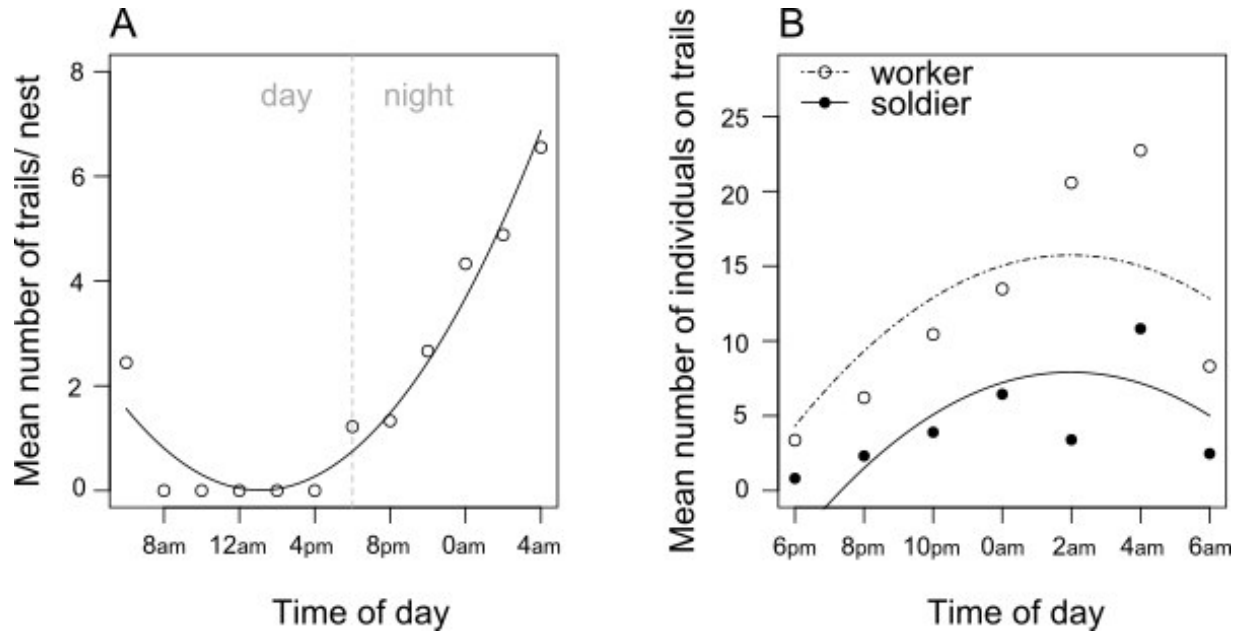 A
Mean number of trails/ nest
8
6
4
2
0
day night
8am 12am 4pm 8pm 0am 4am
Time of day
B
Mean number of individuals on trails
25
20
15
10
5
0
worker
soldier
6pm 8pm 10pm 0am 2am 4am 6am
Time of day